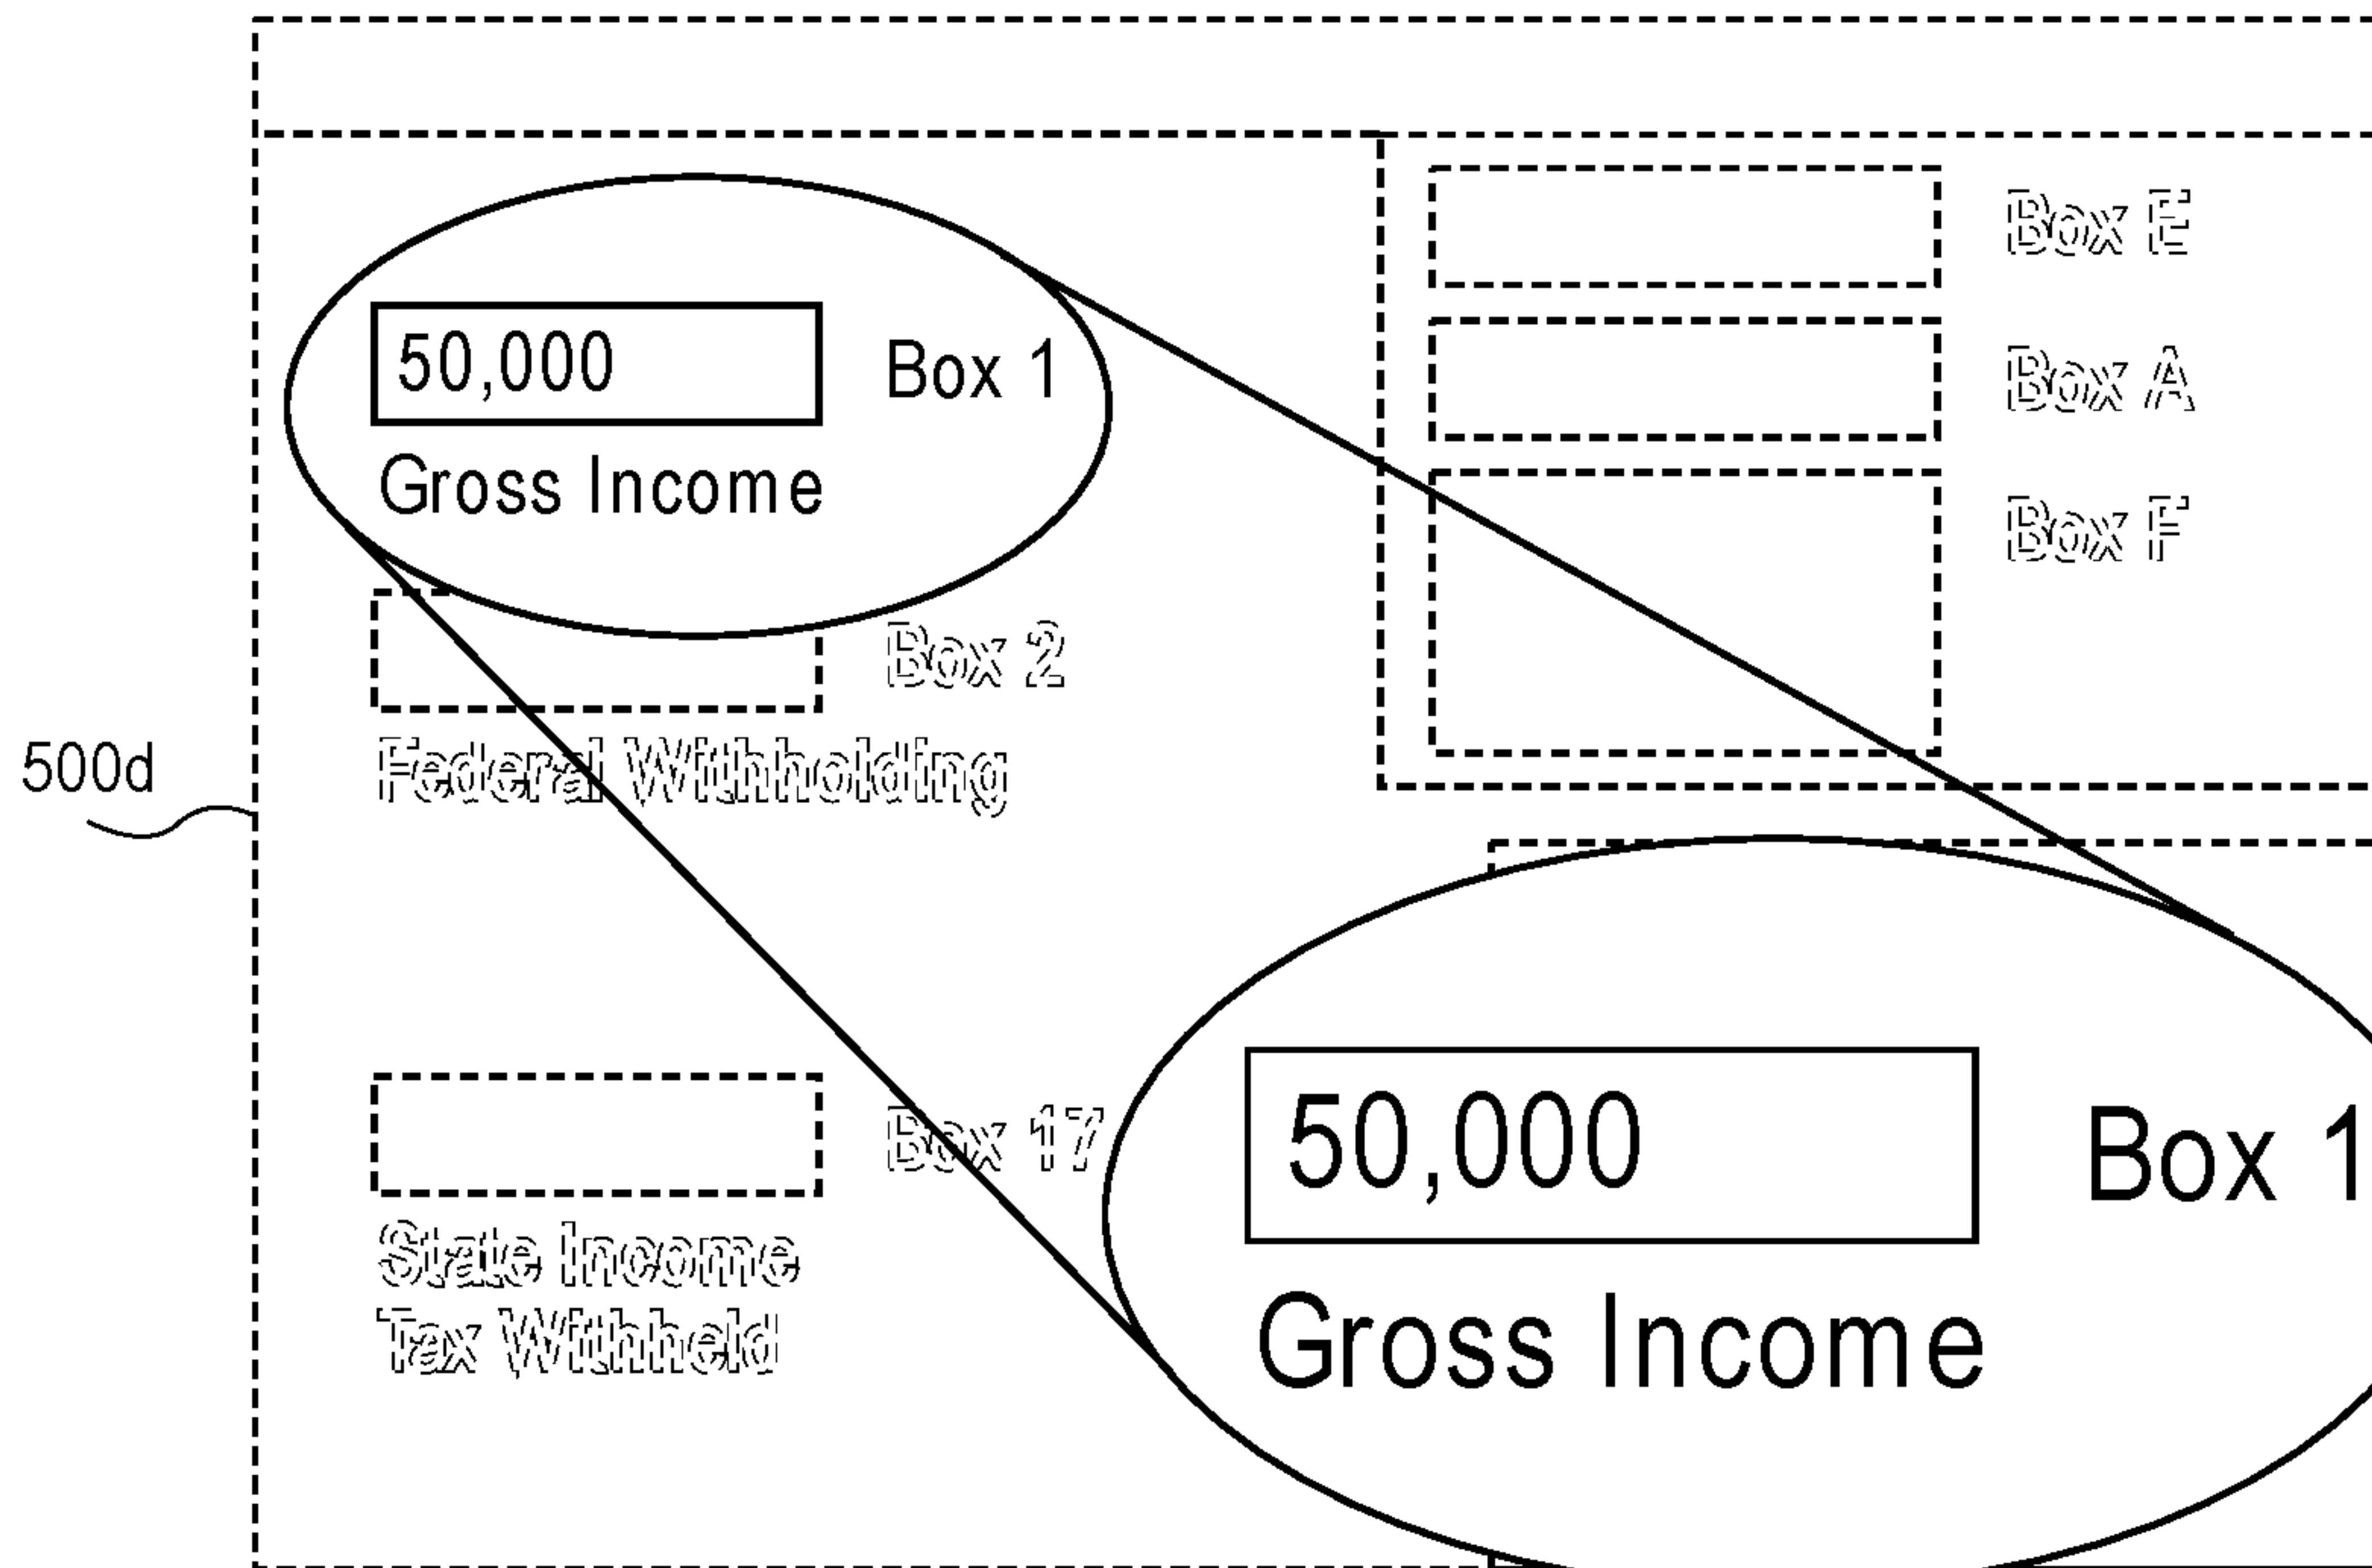 Box E
50,000
Box 1
Box A
Gross Income
Box F
Box 2
500d
Federal Withholding
Box 17
50,000
Box 1
State Income
Tax Withheld
Gross Income